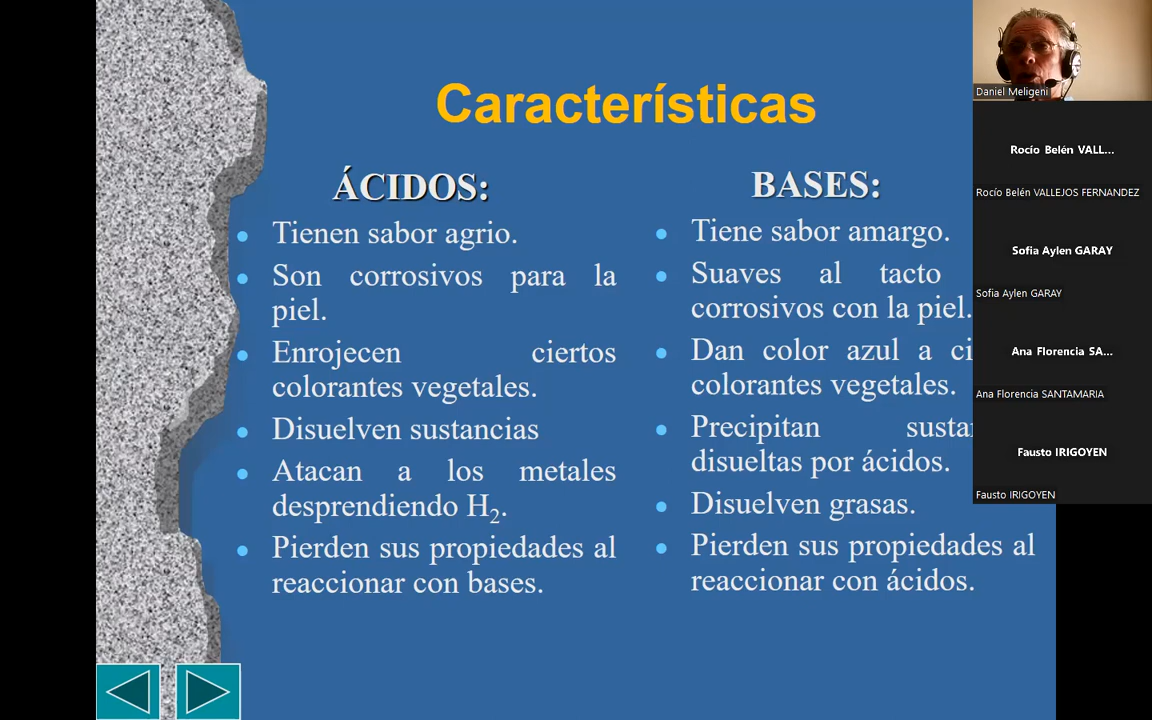 Características
ÁCIDOS:
Tienen sabor agrio.
Son corrosivos para la
piel.
Enrojecen ciertos
colorantes vegetales.
Disuelven sustancias
Atacan a los metales
desprendiendo H₂.
Pierden sus propiedades al
reaccionar con bases.
BASES:
Tiene sabor amargo.
Suaves al tacto
corrosivos con la piel.
Dan color azul a
colorantes vegetales.
Precipitan
disueltas por ácidos.
Disuelven grasas.
Pierden sus propiedades al
reaccionar con ácidos.
Daniel Meligeni
Rocío Belén VALL...
Rocío Belén VALLEJOS FERNANDEZ
Sofia Aylen GARAY
Sofia Aylen GARAY
Ana Florencia SA...
Ana Florencia SANTAMARIA
Fausto IRIGOYEN
Fausto IRIGOYEN